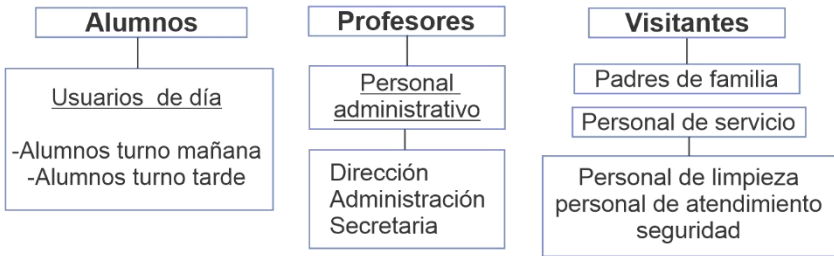 Alumnos
Usuarios de día
-Alumnos turno mañana
-Alumnos turno tarde
Profesores
Personal
administrativo
Dirección
Administración
Secretaria
Visitantes
Padres de familia
Personal de servicio
Personal de limpieza
personal de atendimiento
seguridad